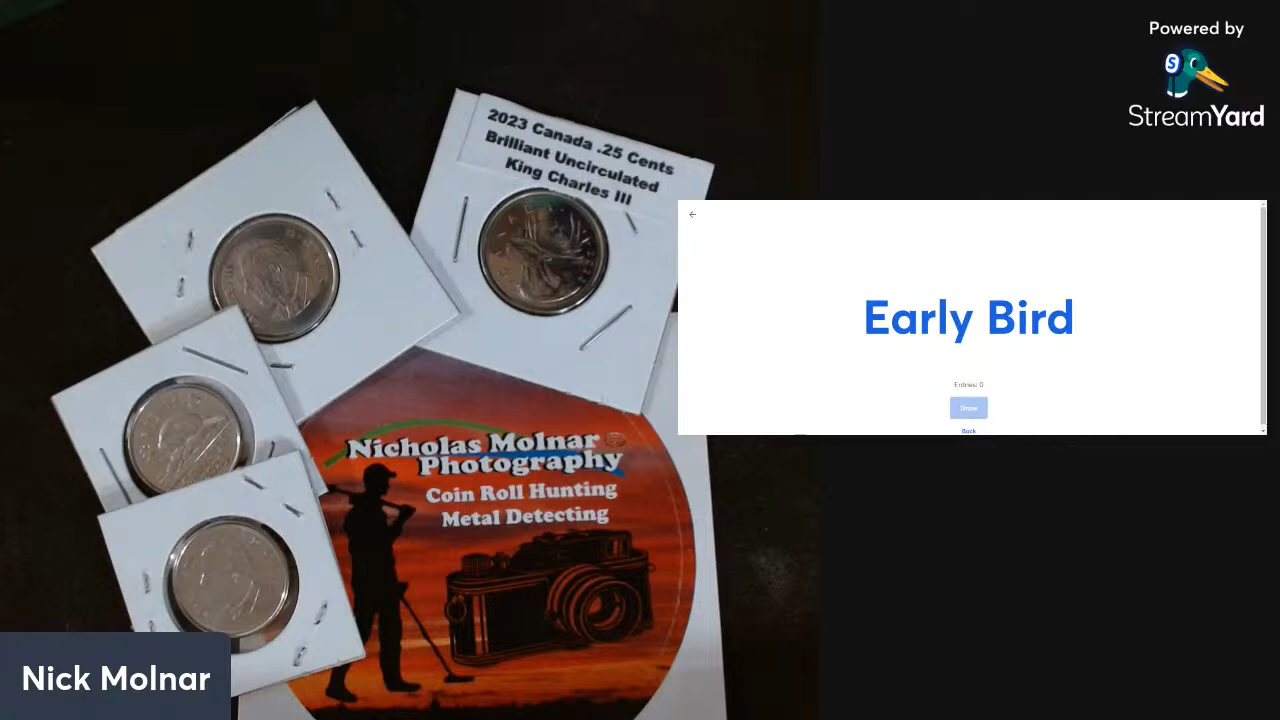 Powered by
S
StreamYard
2023 Canada .25 Cents
Brilliant Uncirculated
King Charles III
←
Early Bird
Entries: 0
Draw
Back
Nicholas Molnar
Photography
Coin Roll Hunting
Metal Detecting
Nick Molnar